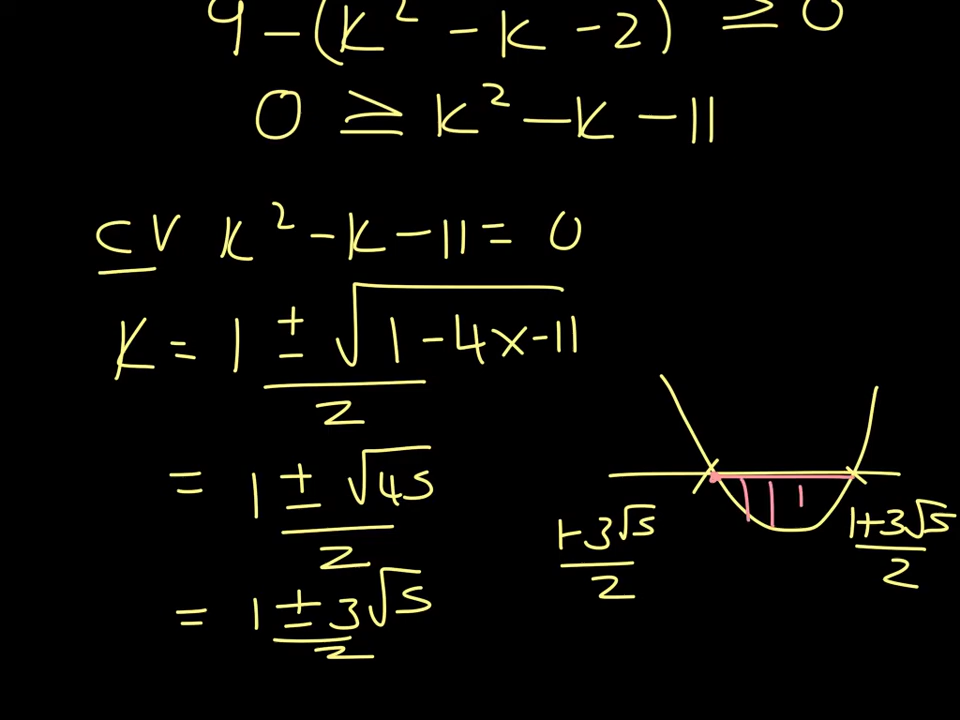 9 - (k² - k - 2) ≥ 0
0 ≥ k² - k - 11
CV k² - k - 11 = 0
k = 1 ± √1 - 4x-11
2
= 1 ± √45
2
= 1 ± 3√5
2
1-3√5
2
1+3√5
2